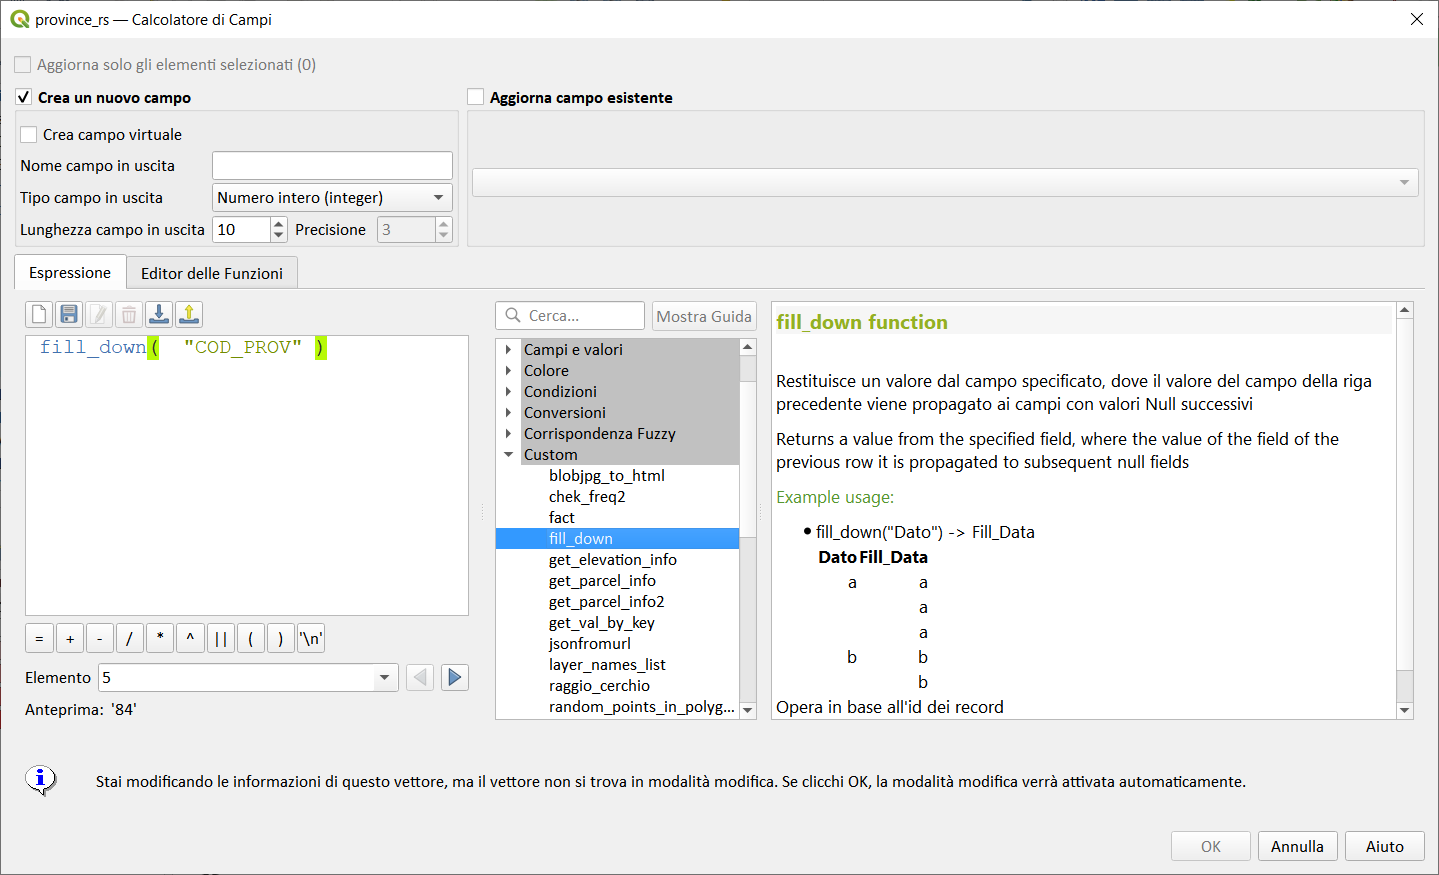 province_rs — Calcolatore di Campi
Aggiorna solo gli elementi selezionati (0)
Crea un nuovo campo
Aggiorna campo esistente
Crea campo virtuale
Nome campo in uscita
Tipo campo in uscita Numero intero (integer)
Lunghezza campo in uscita 10 Precisione 3
Espressione Editor delle Funzioni
Cerca... Mostra Guida
fill_down( "COD_PROV" )
= + - / * ^ || ( ) '\n'
Elemento 5
Anteprima: '84'
Campi e valori
Colore
Condizioni
Conversioni
Corrispondenza Fuzzy
Custom
blobjpg_to_html
chek_freq2
fact
fill_down
get_elevation_info
get_parcel_info
get_parcel_info2
get_val_by_key
jsonfromurl
layer_names_list
raggio_cerchio
random_points_in_polyg...
fill_down function
Restituisce un valore dal campo specificato, dove il valore del campo della riga
precedente viene propagato ai campi con valori Null successivi
Returns a value from the specified field, where the value of the field of the
previous row it is propagated to subsequent null fields
Example usage:
fill_down("Dato") -> Fill_Data
Dato Fill_Data
a a
a
a
b b
b
Opera in base all'id dei record
Stai modificando le informazioni di questo vettore, ma il vettore non si trova in modalità modifica. Se clicchi OK, la modalità modifica verrà attivata automaticamente.
OK Annulla Aiuto